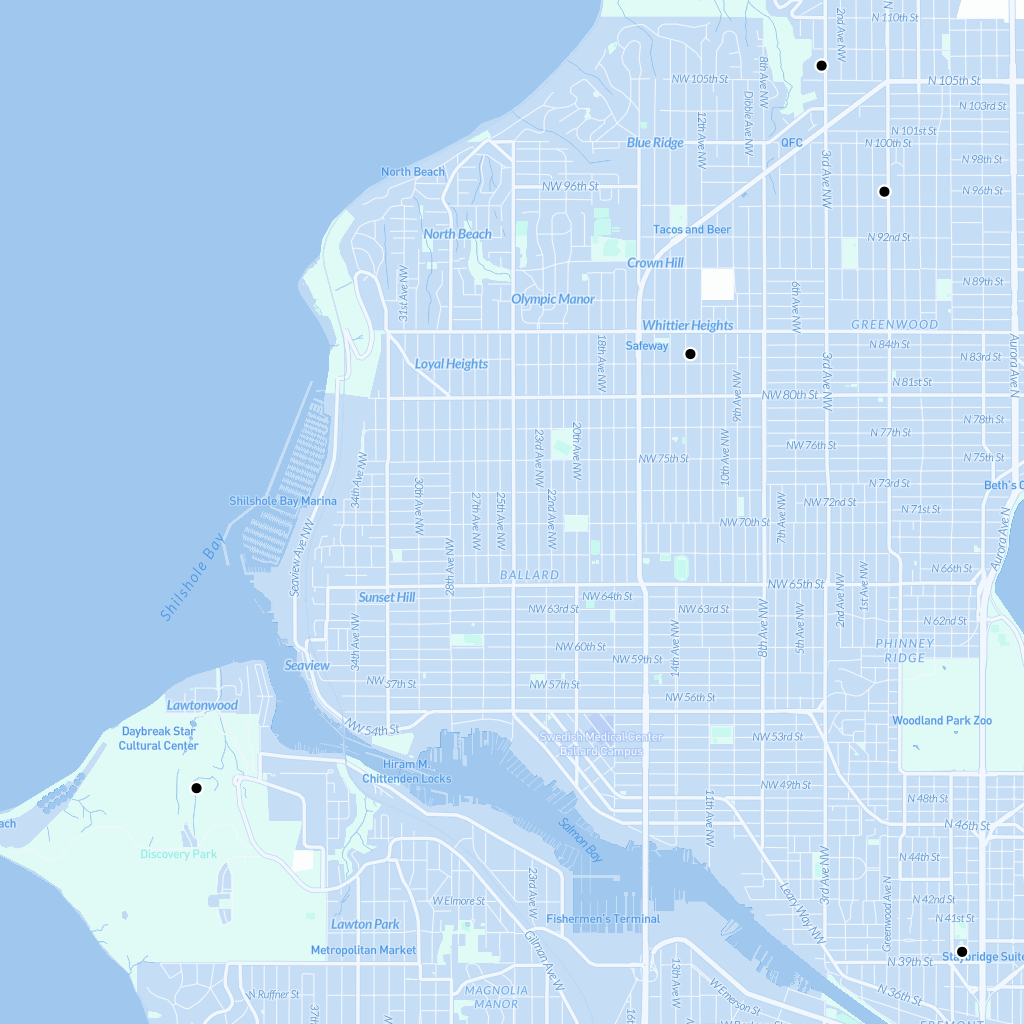 N 110th St
2nd Ave NW
8th Ave NW
NW 105th St
N 105th St
Dibble Ave NW
N 103rd St
12th Ave NW
N 101st St
Blue Ridge
QFC
N 100th St
3rd Ave NW
N 98th St
North Beach
NW 96th St
N 96th St
North Beach
Tacos and Beer
N 92nd St
Crown Hill
31st Ave NW
N 89th St
6th Ave NW
Olympic Manor
Whittier Heights
GREENWOOD
Aurora Ave N
Safeway
N 84th St
18th Ave NW
N 83rd St
Loyal Heights
3rd Ave NW
N 81st St
9th Ave NW
NW 80th St
N 78th St
23rd Ave NW
20th Ave NW
N 77th St
10th Ave NW
NW 76th St
NW 75th St
N 75th St
34th Ave NW
N 73rd St
Beth's C
30th Ave NW
Shilshole Bay Marina
27th Ave NW
25th Ave NW
22nd Ave NW
NW 72nd St
N 71st St
7th Ave NW
NW 70th St
Aurora Ave N
Shilshole Bay
Seaview Ave NW
28th Ave NW
BALLARD
N 66th St
NW 65th St
2nd Ave NW
1st Ave NW
Sunset Hill
NW 64th St
NW 63rd St
NW 63rd St
8th Ave NW
5th Ave NW
N 62nd St
34th Ave NW
14th Ave NW
NW 60th St
PHINNEY
RIDGE
NW 59th St
Seaview
NW 57th St
NW 57th St
NW 56th St
Lawtonwood
Woodland Park Zoo
NW 54th St
Daybreak Star
Cultural Center
Swedish Medical Center
Ballard Campus
NW 53rd St
Hiram M.
Chittenden Locks
NW 49th St
N 48th St
11th Ave NW
ach
Salmon Bay
N 46th St
Discovery Park
N 44th St
3rd Ave NW
23rd Ave W
Leary Way NW
Greenwood Ave N
N 42nd St
W Elmore St
Lawton Park
Fishermen's Terminal
N 41st St
Metropolitan Market
Gilman Ave W
N 39th St
Staybridge Suite
13th Ave W
MAGNOLIA
MANOR
W Ruffner St
37th
16th
W Emerson St
N 36th St
FREMONT